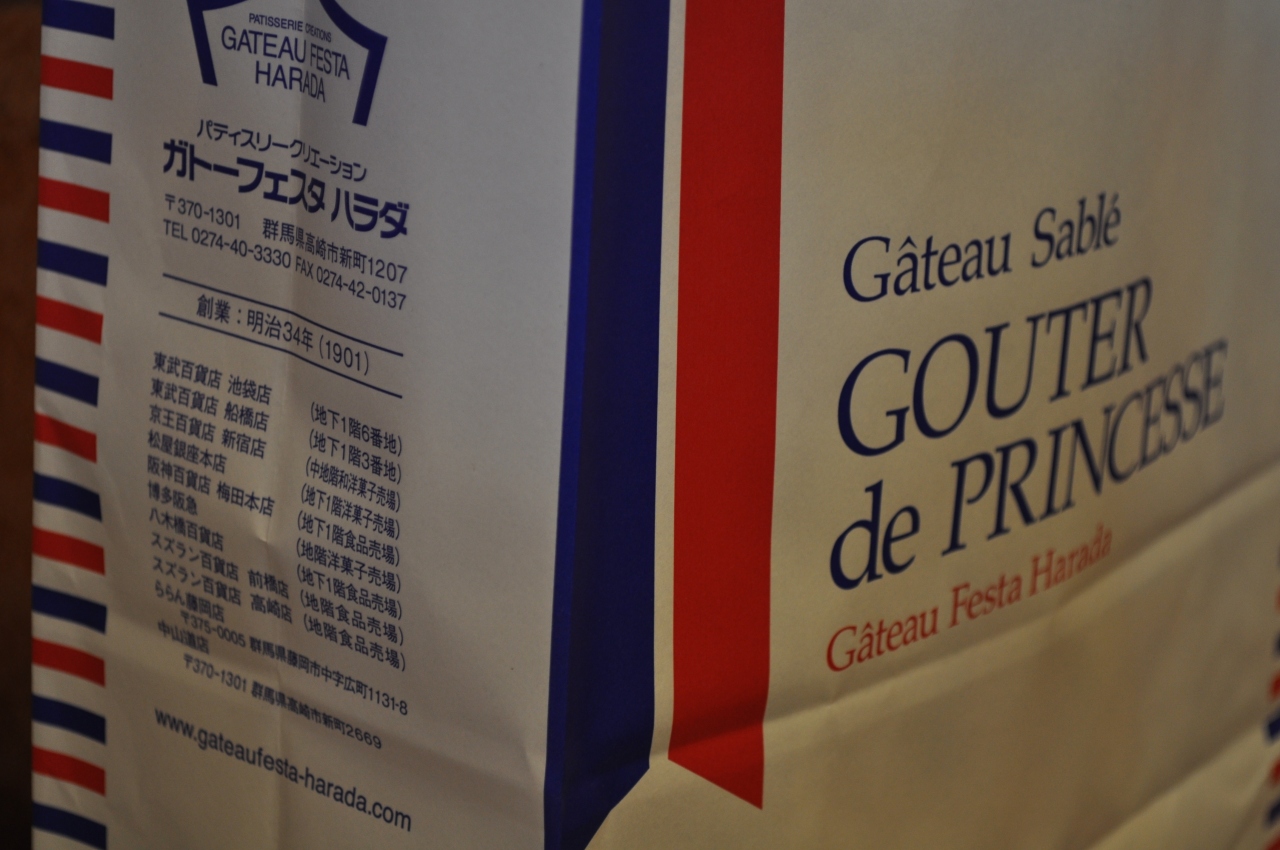 PATISSERIE CREATIONS
GATEAU FESTA
HARADA
パティスリークリエーション
ガトーフェスタ ハラダ
〒370-1301 群馬県高崎市新町1207
TEL 0274-40-3330 FAX 0274-42-0137
創業：明治34年 (1901)
東武百貨店 池袋店 (地下1階6番地)
東武百貨店 船橋店 (地下1階3番地)
京王百貨店 新宿店 (中地階和洋菓子売場)
松屋銀座本店 (地下1階洋菓子売場)
阪神百貨店 梅田本店 (地下1階食品売場)
博多阪急 (地階洋菓子売場)
八木橋百貨店 (地下1階食品売場)
スズラン百貨店 前橋店 (地階食品売場)
スズラン百貨店 高崎店 (地階食品売場)
ららん藤岡店
〒375-0005 群馬県藤岡市中字広町1131-8
中山道店
〒370-1301 群馬県高崎市新町2669
www.gateaufesta-harada.com
Gâteau Sablé
GOUTER
de PRINCESSE
Gâteau Festa Harada